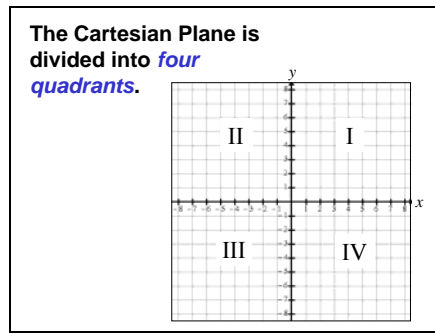 The Cartesian Plane is
divided into four
quadrants.
y
II I
x
III IV